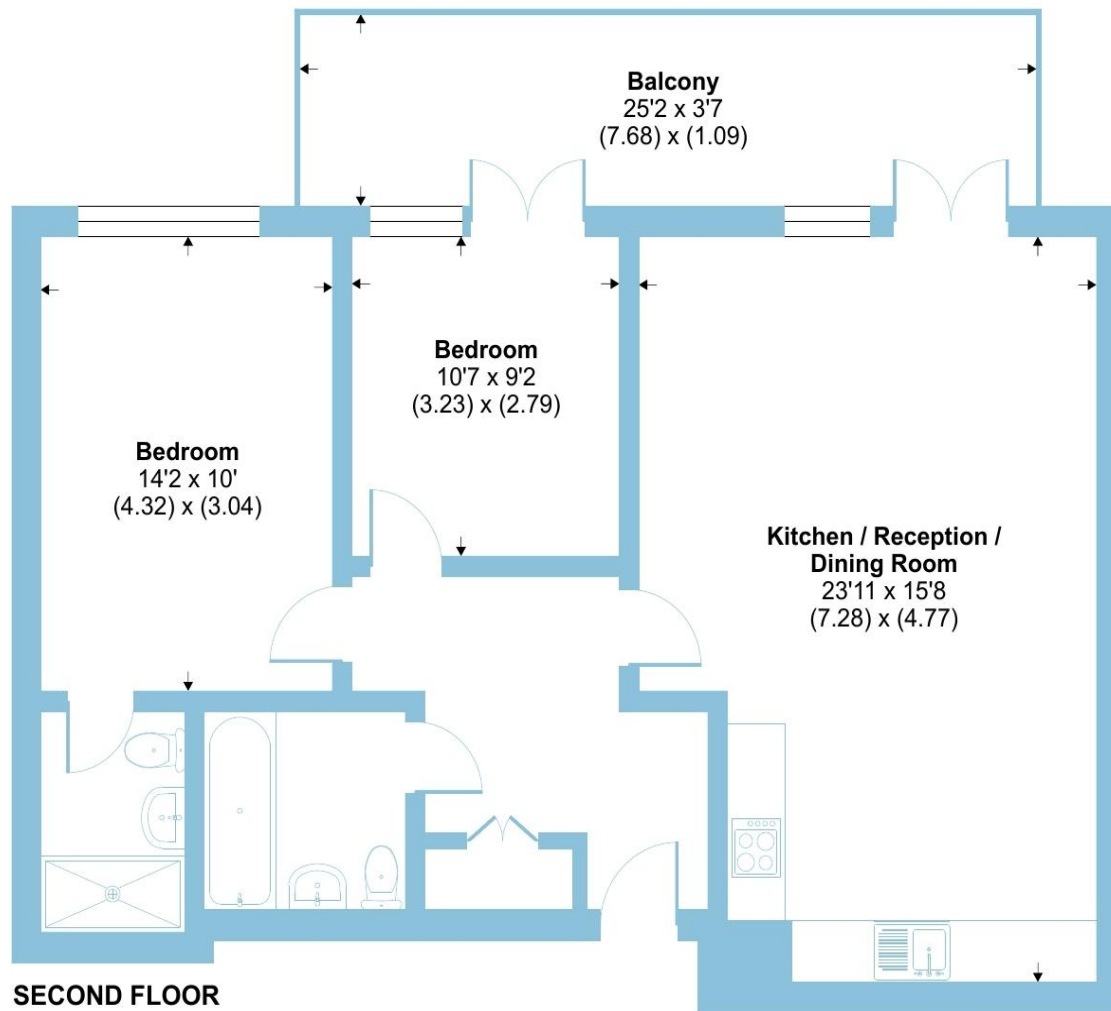 Balcony
25'2 x 3'7
(7.68) x (1.09)
Bedroom
10'7 x 9'2
(3.23) x (2.79)
Bedroom
14'2 x 10'
(4.32) x (3.04)
Kitchen / Reception /
Dining Room
23'11 x 15'8
(7.28) x (4.77)
SECOND FLOOR